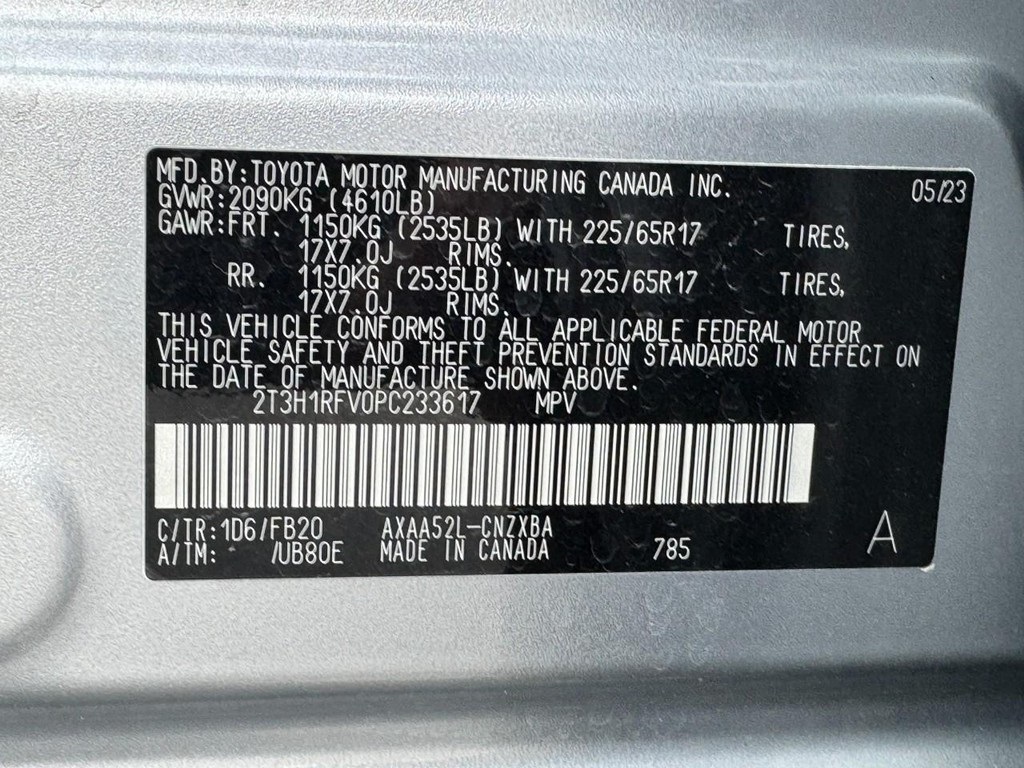 MFD.BY:TOYOTA MOTOR MANUFACTURING CANADA INC. 05/23
GVWR:2090KG (4610LB)
GAWR:FRT. 1150KG (2535LB) WITH 225/65R17 TIRES,
17X7.0J RIMS.
RR. 1150KG (2535LB) WITH 225/65R17 TIRES,
17X7.0J RIMS.
THIS VEHICLE CONFORMS TO ALL APPLICABLE FEDERAL MOTOR
VEHICLE SAFETY AND THEFT PREVENTION STANDARDS IN EFFECT ON
THE DATE OF MANUFACTURE SHOWN ABOVE.
2T3H1RFV0PC233617 MPV
C/TR:1D6/FB20 AXAA52L-CNZXBA
A/TM: /UB80E MADE IN CANADA 785 A